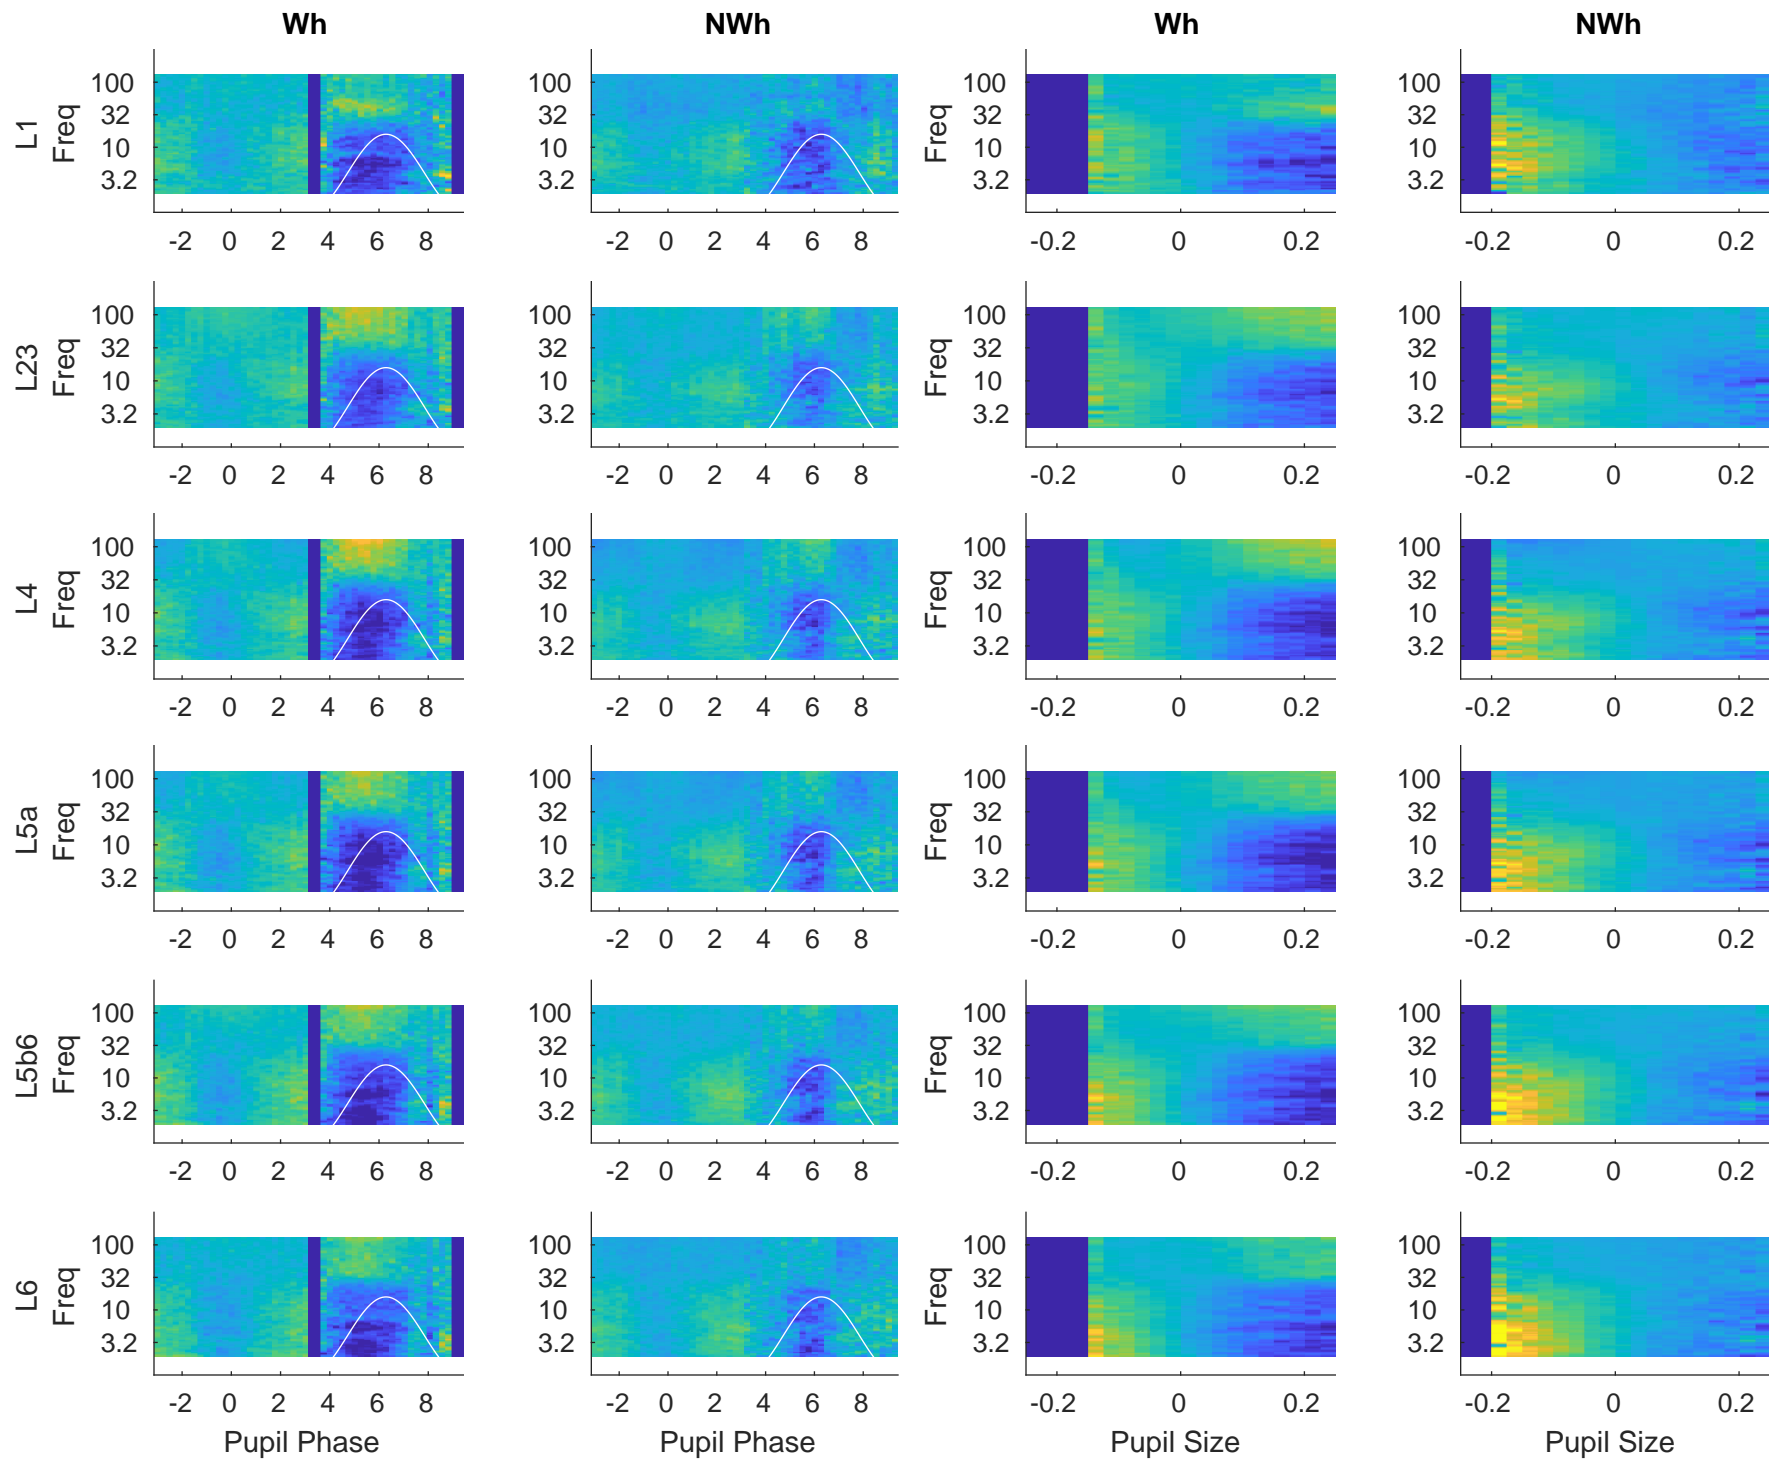 Wh NWh Wh NWh
L1 Freq 100 32 10 3.2 100 32 10 3.2 Freq 100 32 10 3.2 100 32 10 3.2
-2 0 2 4 6 8 -2 0 2 4 6 8 -0.2 0 0.2 -0.2 0 0.2
L23 Freq 100 32 10 3.2 100 32 10 3.2 100 32 10 3.2 100 32 10 3.2
-2 0 2 4 6 8 -2 0 2 4 6 8 -0.2 0 0.2 -0.2 0 0.2
L4 Freq 100 32 10 3.2 100 32 10 3.2 Freq 100 32 10 3.2 100 32 10 3.2
-2 0 2 4 6 8 -2 0 2 4 6 8 -0.2 0 0.2 -0.2 0 0.2
L5a Freq 100 32 10 3.2 100 32 10 3.2 Freq 100 32 10 3.2 100 32 10 3.2
-2 0 2 4 6 8 -2 0 2 4 6 8 -0.2 0 0.2 -0.2 0 0.2
L5b6 Freq 100 32 10 3.2 100 32 10 3.2 Freq 100 32 10 3.2 100 32 10 3.2
-2 0 2 4 6 8 -2 0 2 4 6 8 -0.2 0 0.2 -0.2 0 0.2
L6 Freq 100 32 10 3.2 100 32 10 3.2 Freq 100 32 10 3.2 100 32 10 3.2
-2 0 2 4 6 8 -2 0 2 4 6 8 -0.2 0 0.2 -0.2 0 0.2
Pupil Phase Pupil Phase Pupil Size Pupil Size